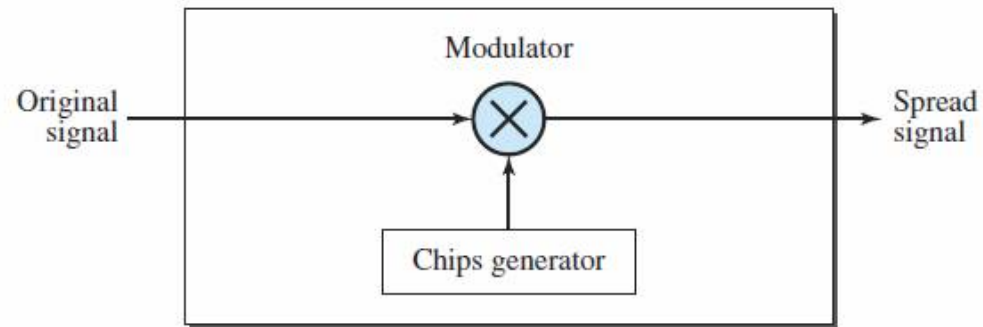 Modulator
Original
signal
Spread
signal
Chips generator